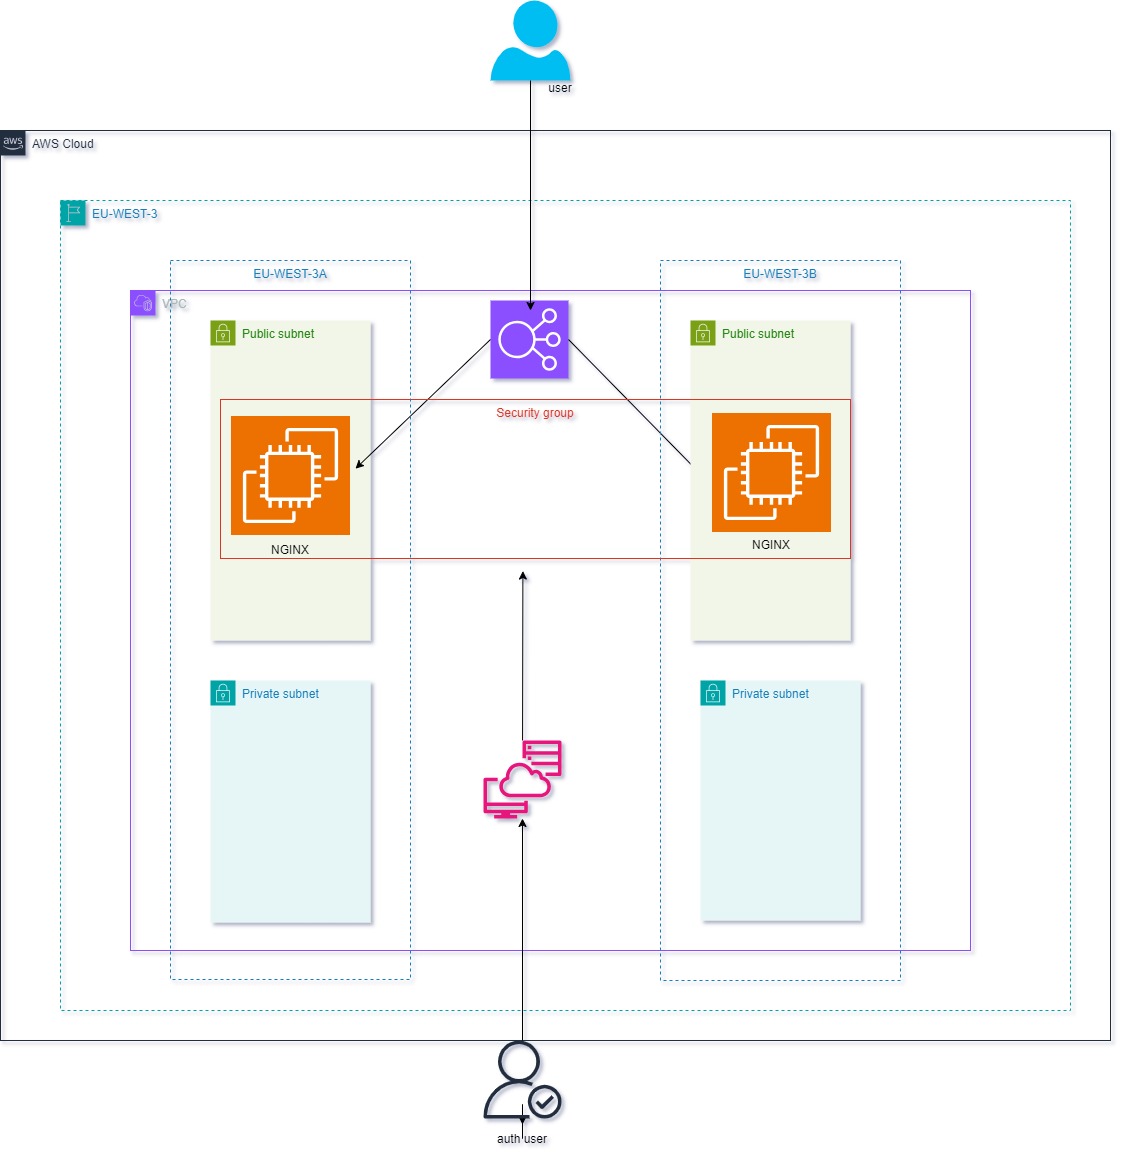 user
aws
AWS Cloud
EU-WEST-3
EU-WEST-3A
EU-WEST-3B
VPC
Public subnet
Public subnet
Security group
NGINX
NGINX
Private subnet
Private subnet
auth user